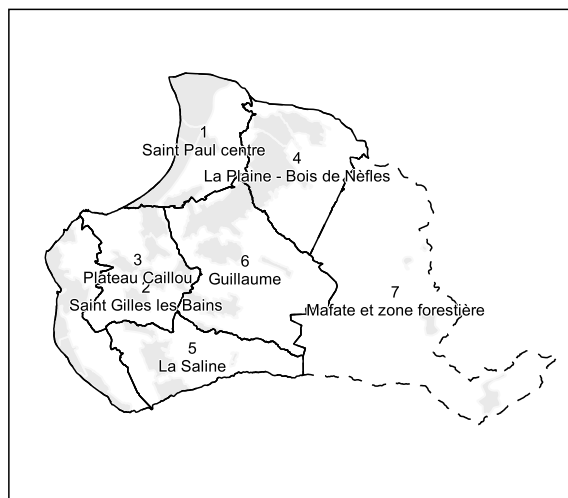 1
Saint Paul centre
4
La Plaine - Bois de Nèfles
3
Plateau Caillou
2
Saint Gilles les Bains
6
Guillaume
7
Mafate et zone forestière
5
La Saline